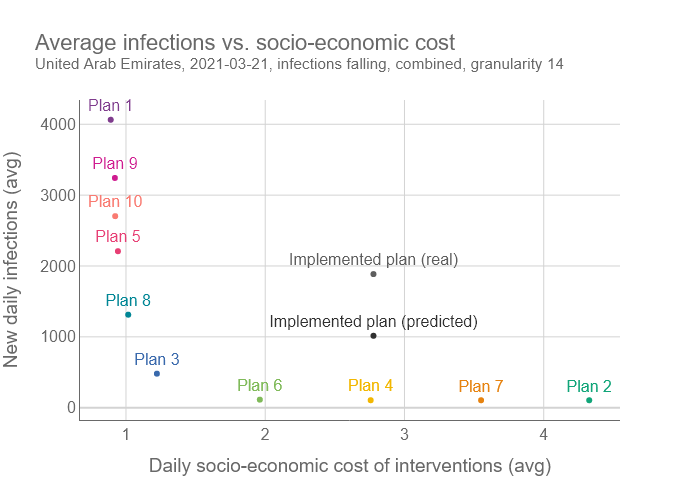 Average infections vs. socio-economic cost
United Arab Emirates, 2021-03-21, infections falling, combined, granularity 14
New daily infections (avg)
4000
3000
2000
1000
0
Plan 1
Plan 9
Plan 10
Plan 5
Implemented plan (real)
Plan 8
Implemented plan (predicted)
Plan 3
Plan 6
Plan 4
Plan 7
Plan 2
1
2
3
4
Daily socio-economic cost of interventions (avg)